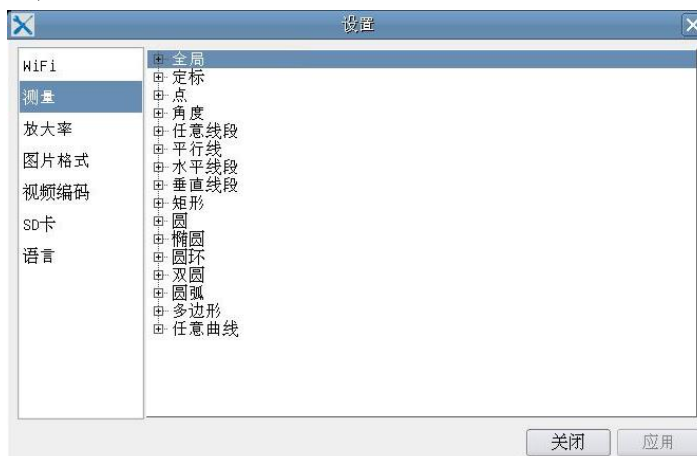 设置
WiFi
测量
放大率
图片格式
视频编码
SD卡
语言
全局
定标
点
角度
任意线段
平行线
水平线段
垂直线段
矩形
圆
椭圆
圆环
双圆
圆弧
多边形
任意曲线
关闭
应用